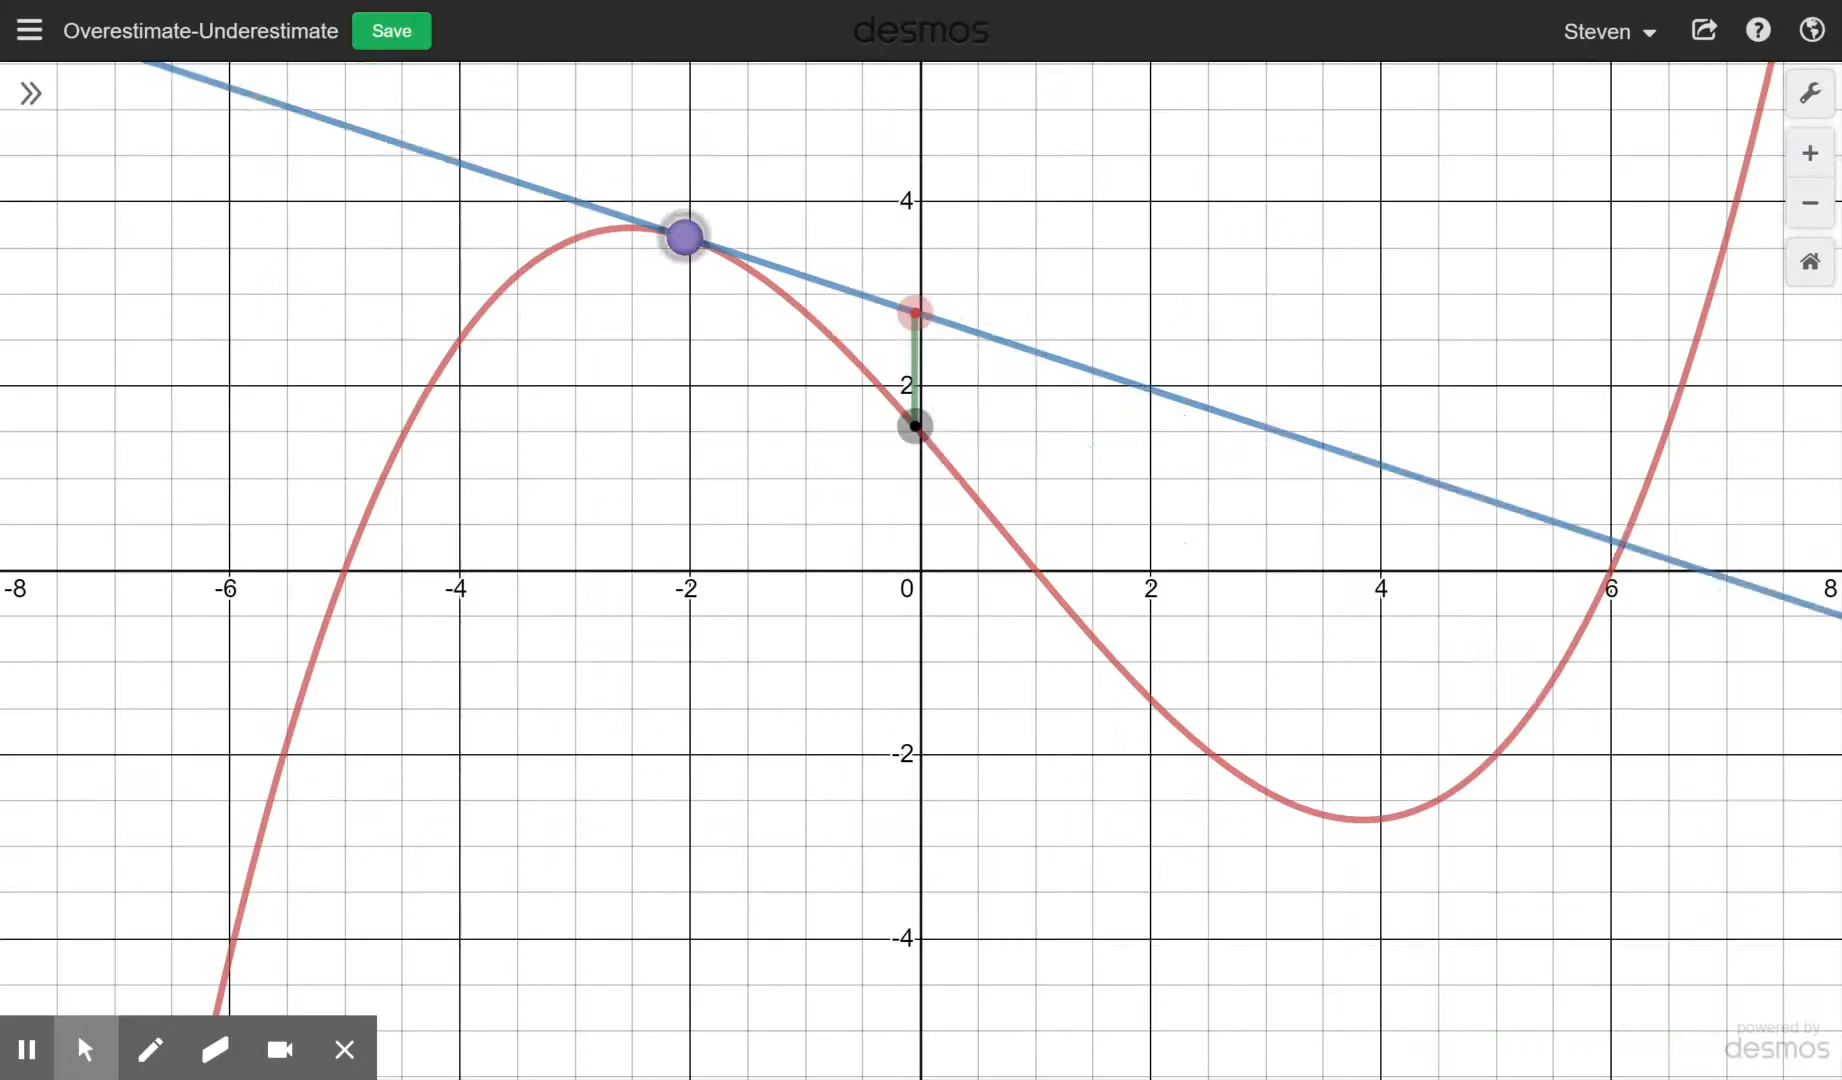 Overestimate-Underestimate Save desmos Steven
4
2
-8 -6 -4 -2 0 2 4 6 8
-2
-4
powered by
desmos